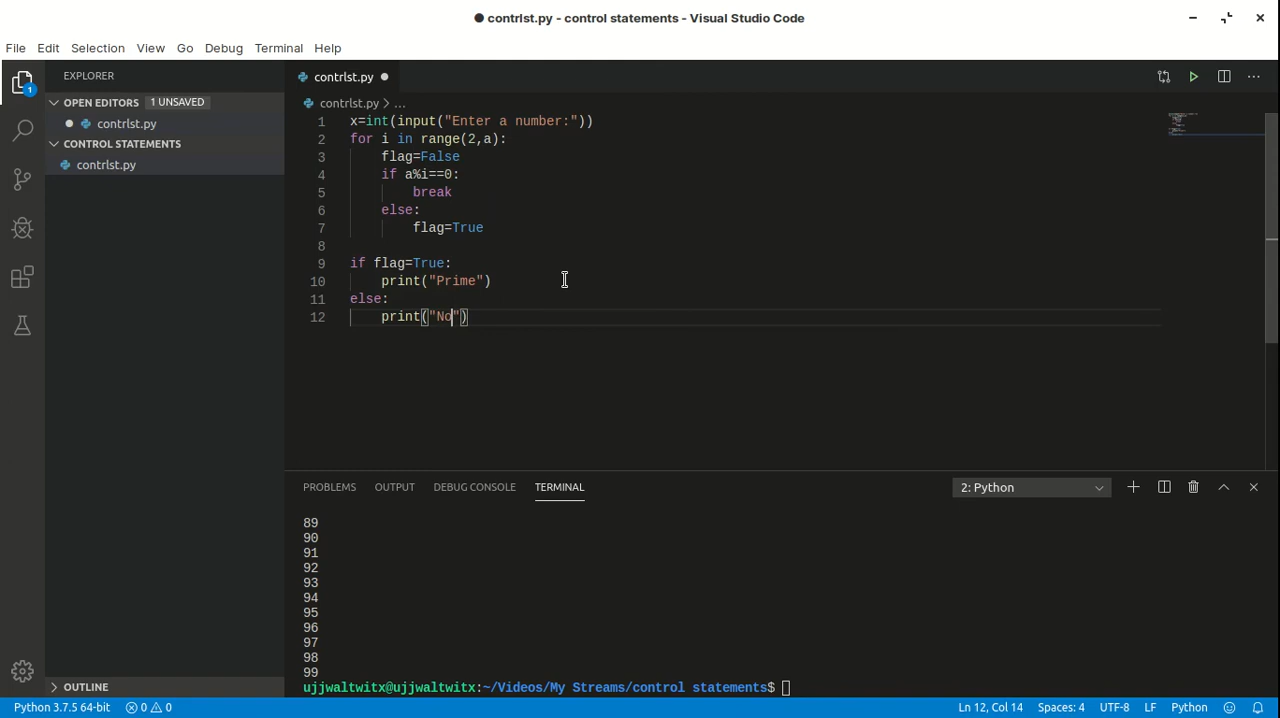 ● contrlst.py - control statements - Visual Studio Code
File Edit Selection View Go Debug Terminal Help
EXPLORER
OPEN EDITORS 1 UNSAVED
● contrlst.py
CONTROL STATEMENTS
contrlst.py
OUTLINE
1
contrlst.py ●
contrlst.py > ...
1 x=int(input("Enter a number:"))
2 for i in range(2,a):
3     flag=False
4     if a%i==0:
5         break
6     else:
7         flag=True
8
9 if flag=True:
10     print("Prime")
11 else:
12     print("No")
PROBLEMS OUTPUT DEBUG CONSOLE TERMINAL 2: Python
89
90
91
92
93
94
95
96
97
98
99
ujjwaltwitx@ujjwaltwitx:~/Videos/My Streams/control statements$
Python 3.7.5 64-bit 0 0 Ln 12, Col 14 Spaces: 4 UTF-8 LF Python